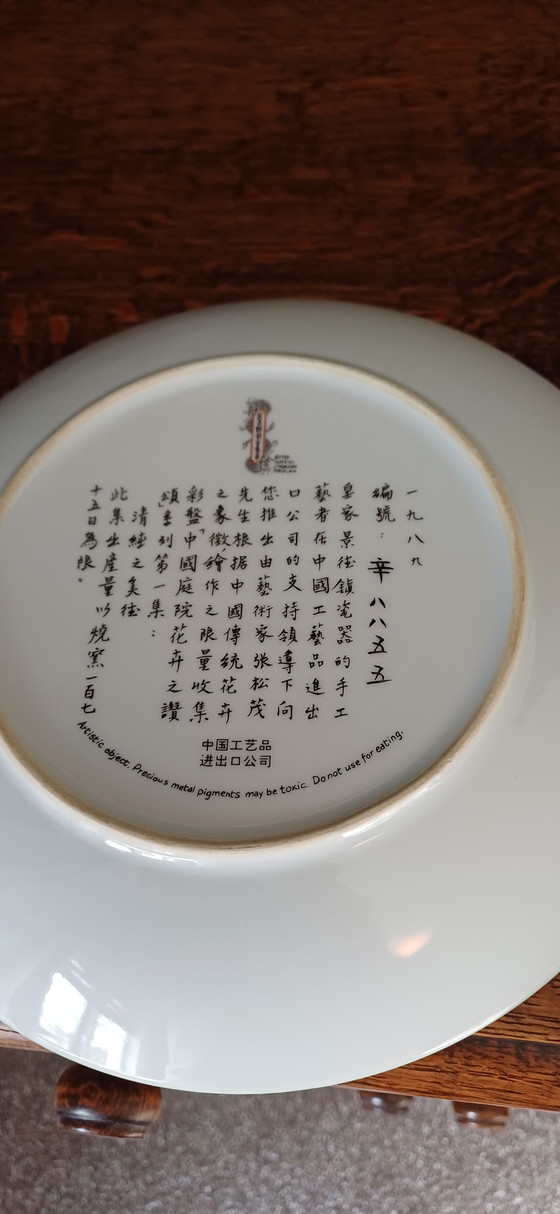 一九八九
編號：辛八八五五
皇家景德鎮瓷器的手工
藝者在中國工藝品進出
口公司的支持領導下向
您推出由藝術家張松茂
先生根据中國傳統花卉
之象徵繪作之限量收集
彩盤「中國庭院花卉之讚
頌」系列第一集：
清純之美德
此集出產量以燒窯一百七
十五日為限。
中国工艺品
进出口公司
Artistic object. Precious metal pigments may be toxic. Do not use for eating.